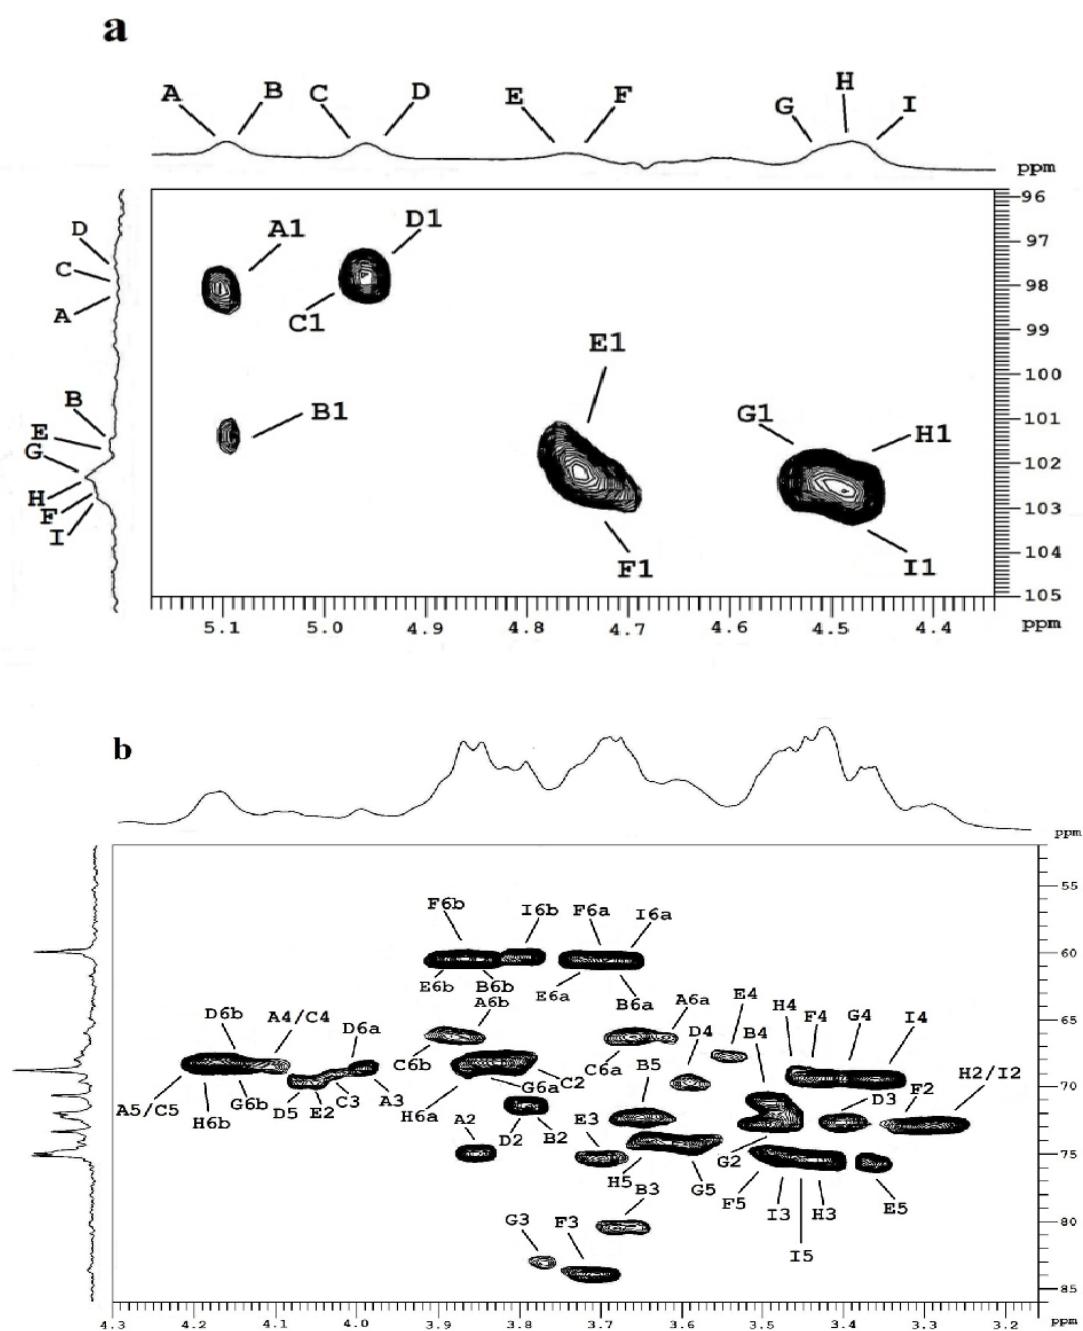 a
A B C D E F G H I
ppm
D
C
A
B
E
G
H
F
I
A1 D1
C1
B1
E1
G1 H1
F1 I1
96
97
98
99
100
101
102
103
104
105
5.1 5.0 4.9 4.8 4.7 4.6 4.5 4.4 ppm
b
ppm
F6b I6b F6a I6a
E6b B6b E6a B6a
A6b A6a E4
D6b A4/C4 D6a D4 B4 H4 F4 G4 I4
C6b C6a B5
A5/C5 H6b G6b D5 E2 C3 A3 H6a G6a C2 D3 F2 H2/I2
A2 D2 B2 E3 G2
H5 G5 F5 I3 H3 E5
B3
G3 F3
I5
55
60
65
70
75
80
85
4.3 4.2 4.1 4.0 3.9 3.8 3.7 3.6 3.5 3.4 3.3 3.2 ppm